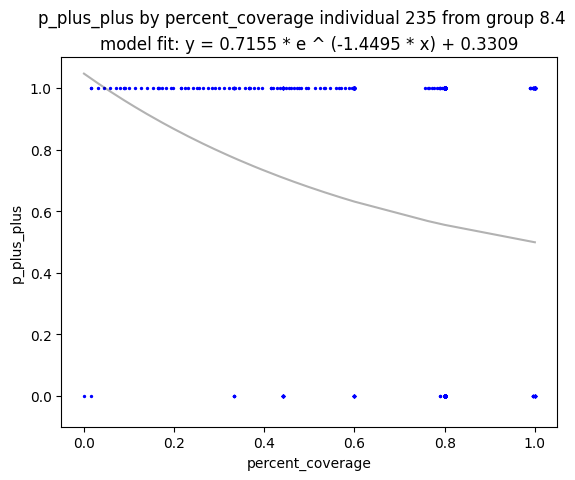 p_plus_plus by percent_coverage individual 235 from group 8.4
model fit: y = 0.7155 * e ^ (-1.4495 * x) + 0.3309
1.0
0.8
0.6
0.4
0.2
0.0
p_plus_plus
0.0 0.2 0.4 0.6 0.8 1.0
percent_coverage